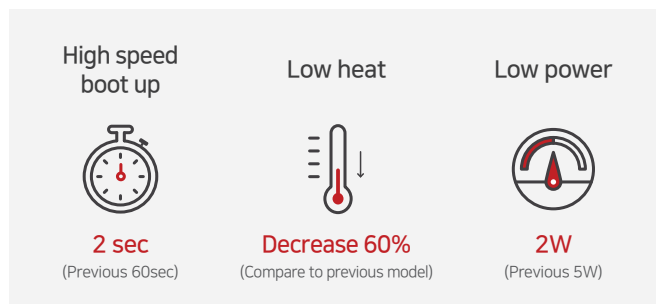 High speed
boot up
2 sec
(Previous 60sec)
Low heat
Decrease 60%
(Compare to previous model)
Low power
2W
(Previous 5W)